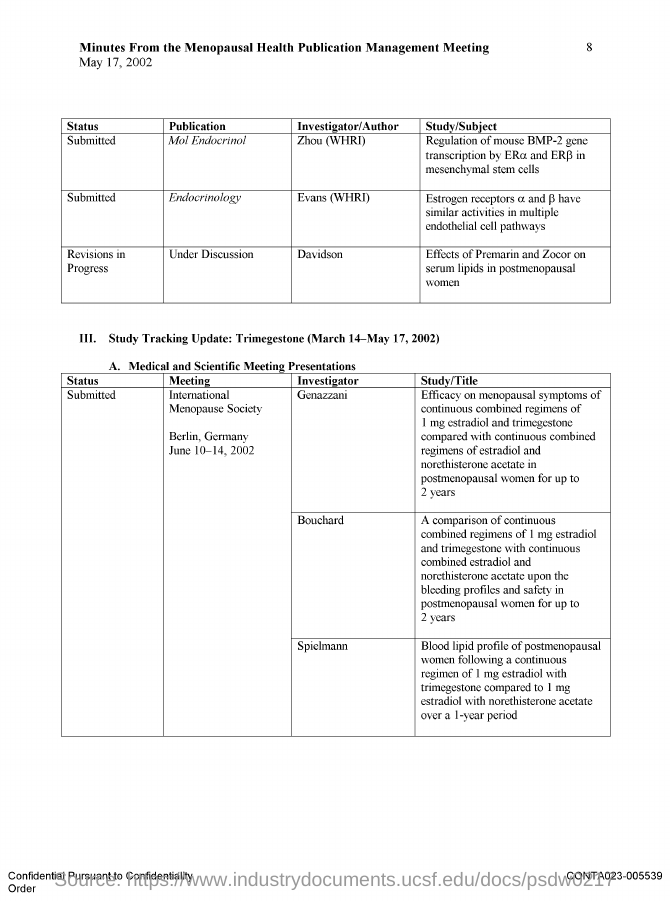 Minutes From the Menopausal Health Publication Management Meeting 8
May 17, 2002
Status Publication Investigator/Author Study/Subject
Submitted Mol Endocrinol Zhou (WHRI) Regulation of mouse BMP-2 gene
transcription by ERα and ERβ in
mesenchymal stem cells
Submitted Endocrinology Evans (WHRI) Estrogen receptors α and β have
similar activities in multiple
endothelial cell pathways
Revisions in Under Discussion Davidson Effects of Premarin and Zocor on
Progress serum lipids in postmenopausal
women
III. Study Tracking Update: Trimegestone (March 14–May 17, 2002)
A. Medical and Scientific Meeting Presentations
Status Meeting Investigator Study/Title
Submitted International Genazzani Efficacy on menopausal symptoms of
Menopause Society continuous combined regimens of
1 mg estradiol and trimegestone
Berlin, Germany compared with continuous combined
June 10–14, 2002 regimens of estradiol and
norethisterone acetate in
postmenopausal women for up to
2 years
Bouchard A comparison of continuous
combined regimens of 1 mg estradiol
and trimegestone with continuous
combined estradiol and
norethisterone acetate upon the
bleeding profiles and safety in
postmenopausal women for up to
2 years
Spielmann Blood lipid profile of postmenopausal
women following a continuous
regimen of 1 mg estradiol with
trimegestone compared to 1 mg
estradiol with norethisterone acetate
over a 1-year period
Confidential Pursuant to Confidentiality CONTA023-005539
Order
Source: https://www.industrydocuments.ucsf.edu/docs/psdw0217